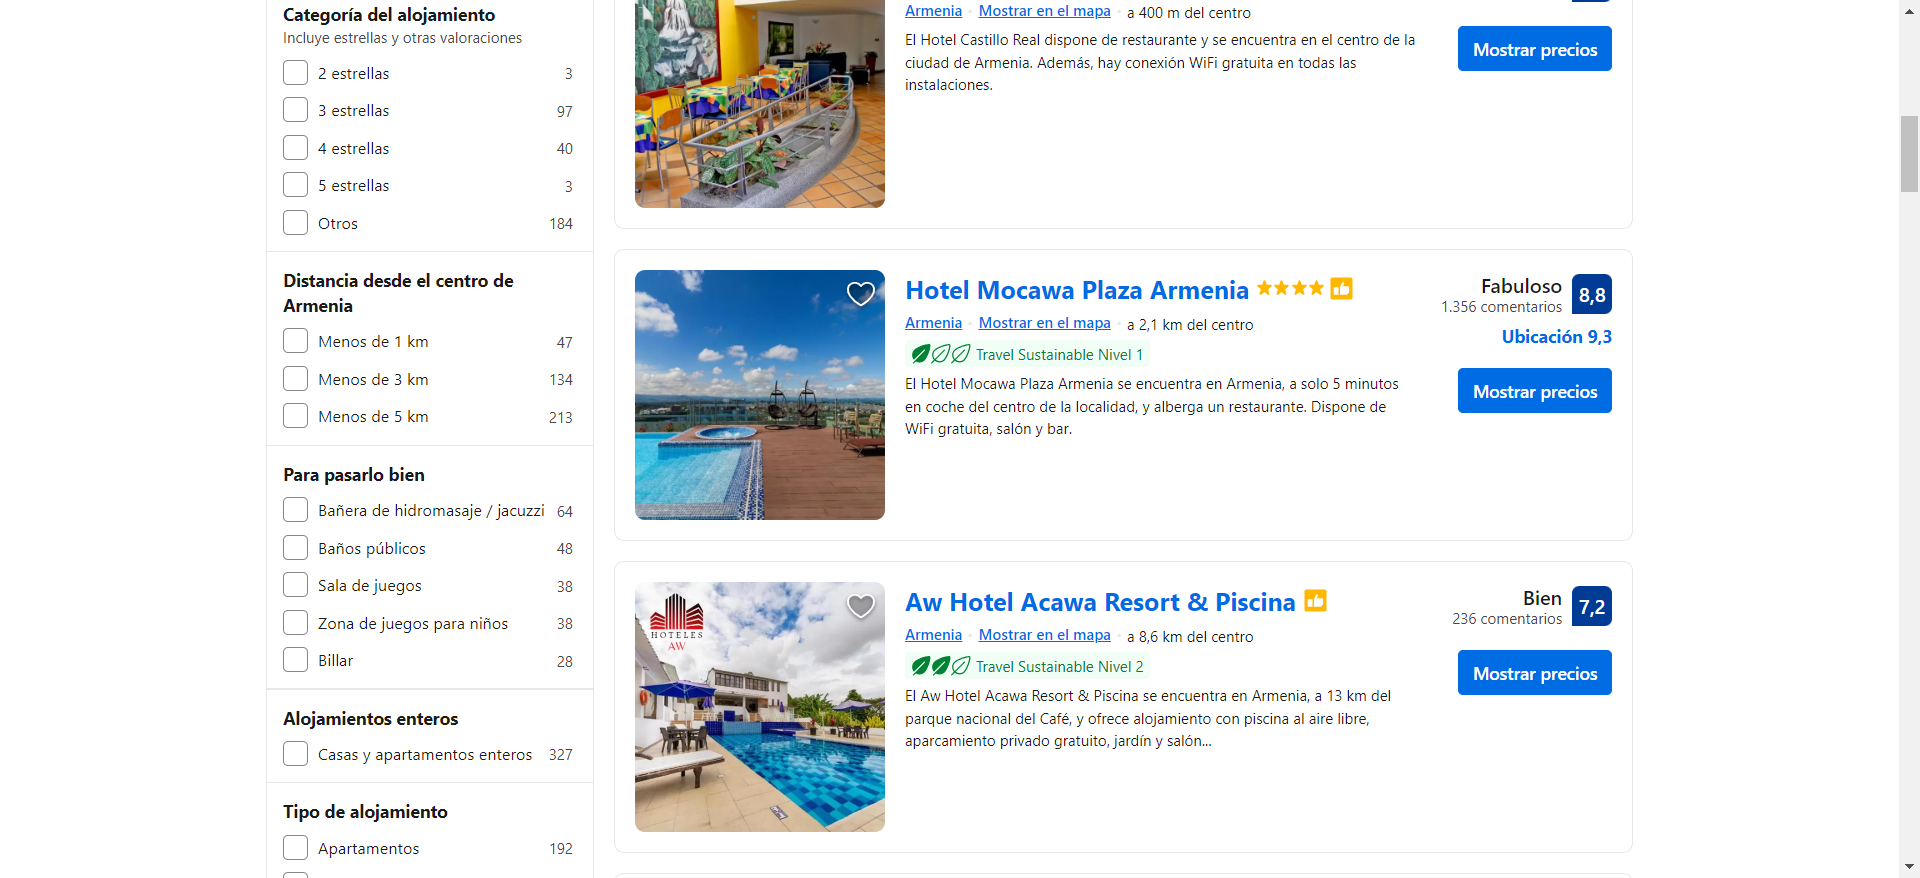 Categoría del alojamiento
Incluye estrellas y otras valoraciones
2 estrellas 3
3 estrellas 97
4 estrellas 40
5 estrellas 3
Otros 184
Distancia desde el centro de
Armenia
Menos de 1 km 47
Menos de 3 km 134
Menos de 5 km 213
Para pasarlo bien
Bañera de hidromasaje / jacuzzi 64
Baños públicos 48
Sala de juegos 38
Zona de juegos para niños 38
Billar 28
Alojamientos enteros
Casas y apartamentos enteros 327
Tipo de alojamiento
Apartamentos 192
Armenia Mostrar en el mapa a 400 m del centro
El Hotel Castillo Real dispone de restaurante y se encuentra en el centro de la
ciudad de Armenia. Además, hay conexión WiFi gratuita en todas las
instalaciones.
Mostrar precios
Hotel Mocawa Plaza Armenia
Armenia Mostrar en el mapa a 2,1 km del centro
Travel Sustainable Nivel 1
El Hotel Mocawa Plaza Armenia se encuentra en Armenia, a solo 5 minutos
en coche del centro de la localidad, y alberga un restaurante. Dispone de
WiFi gratuita, salón y bar.
Fabuloso 8,8
1.356 comentarios
Ubicación 9,3
Mostrar precios
HOTELES
AW
Aw Hotel Acawa Resort & Piscina
Armenia Mostrar en el mapa a 8,6 km del centro
Travel Sustainable Nivel 2
El Aw Hotel Acawa Resort & Piscina se encuentra en Armenia, a 13 km del
parque nacional del Café, y ofrece alojamiento con piscina al aire libre,
aparcamiento privado gratuito, jardín y salón...
Bien 7,2
236 comentarios
Mostrar precios